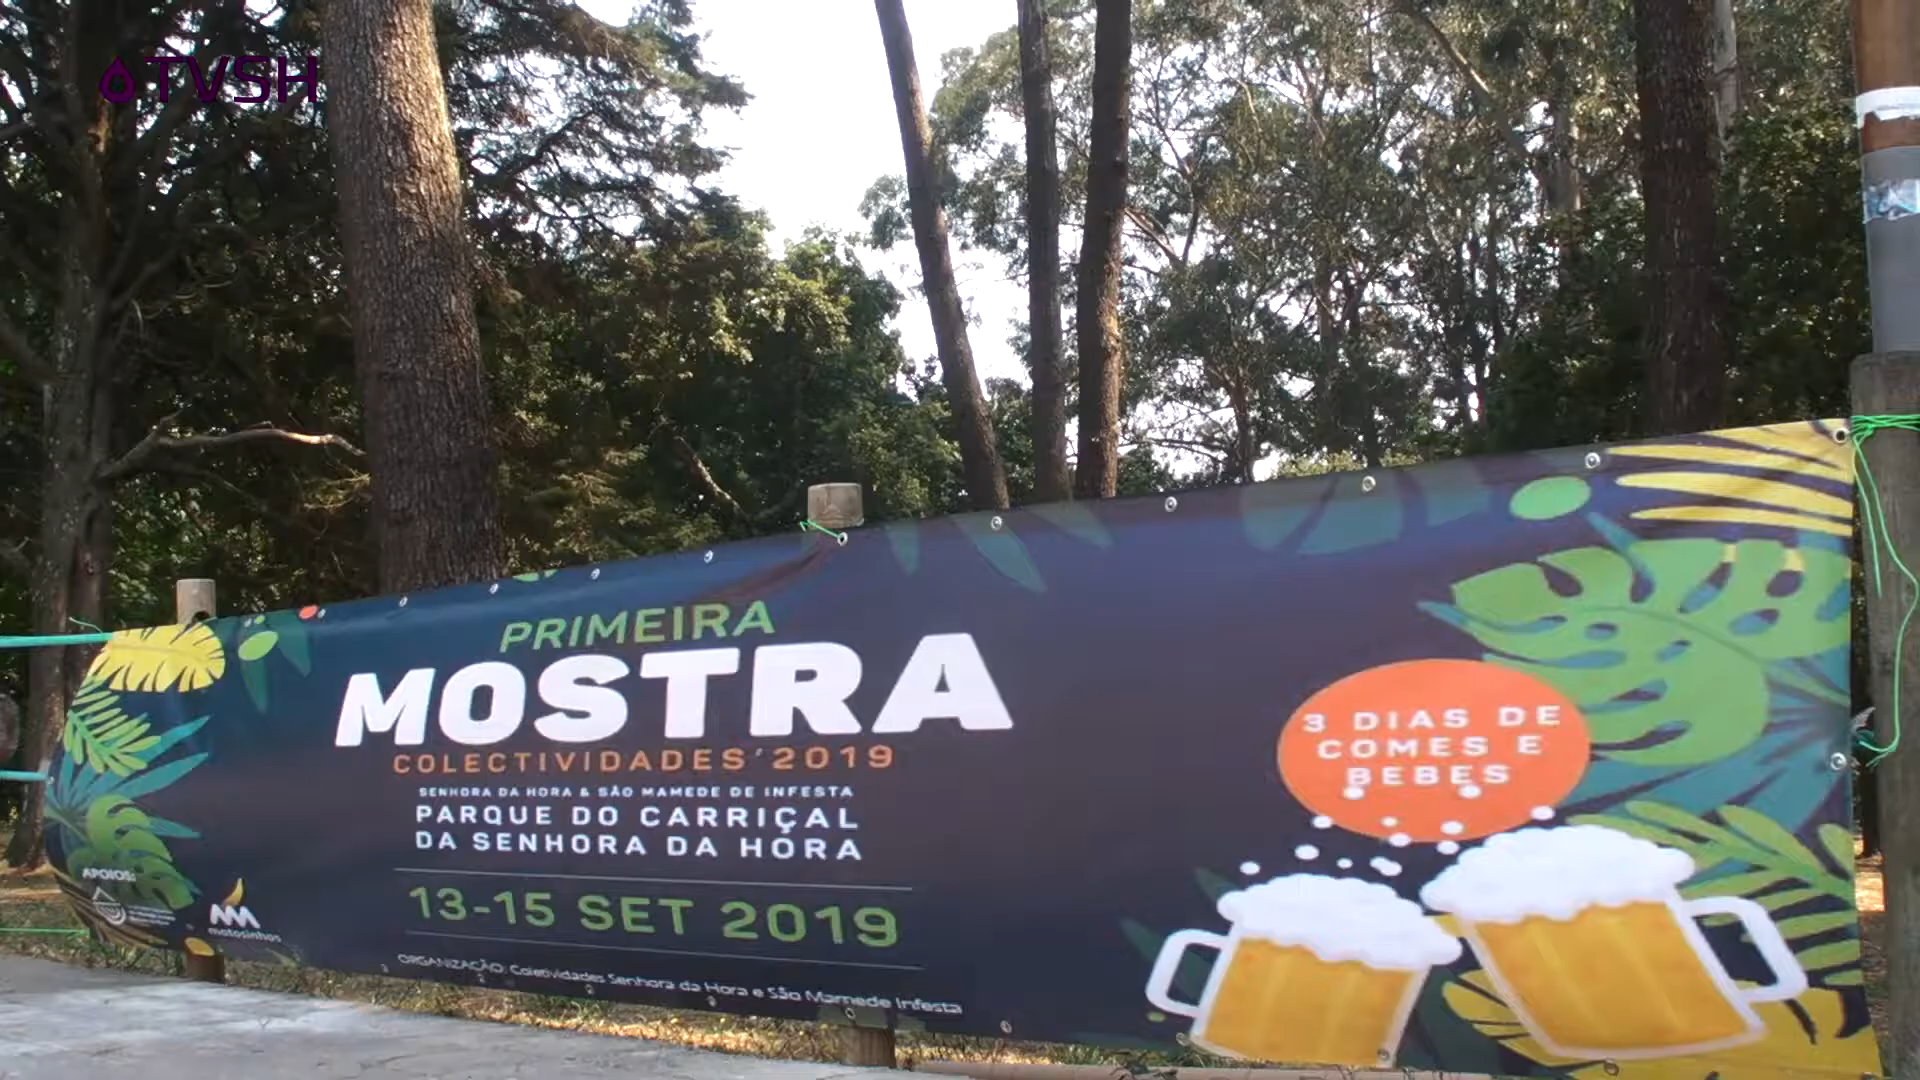 TVSH
PRIMEIRA
MOSTRA
COLECTIVIDADES'2019
SENHORA DA HORA & SÃO MAMEDE DE INFESTA
PARQUE DO CARRIÇAL
DA SENHORA DA HORA
13-15 SET 2019
ORGANIZAÇÃO: Coletividades Senhora da Hora e São Mamede Infesta
APOIOS:
matosinhos
3 DIAS DE
COMES E
BEBES